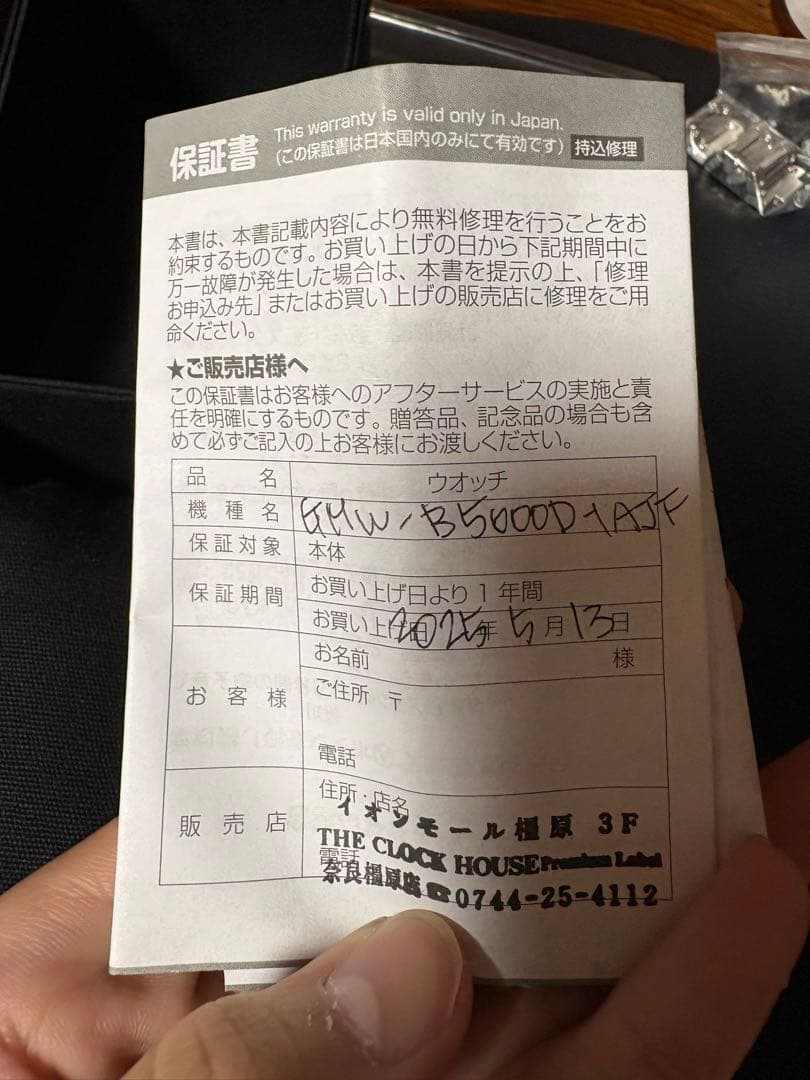 保証書
This warranty is valid only in Japan.
(この保証書は日本国内のみにて有効です) 持込修理
本書は、本書記載内容により無料修理を行うことをお
約束するものです。お買い上げの日から下記期間中に
万一故障が発生した場合は、本書を提示の上、「修理
お申込み先」またはお買い上げの販売店に修理をご用
命ください。
★ご販売店様へ
この保証書はお客様へのアフターサービスの実施と責
任を明確にするものです。贈答品、記念品の場合も含
めて必ずご記入の上お客様にお渡しください。
品名 ウオッチ
機種名 GMW-B5000D-1AJF
保証対象 本体
保証期間 お買い上げ日より1年間
お買い上げ日 2025年 5月 13日
お客様 お名前 様
ご住所 〒
電話
販売店 住所・店名
イオンモール橿原 3F
THE CLOCK HOUSE Premium Label
電話
奈良橿原店☎0744-25-4112